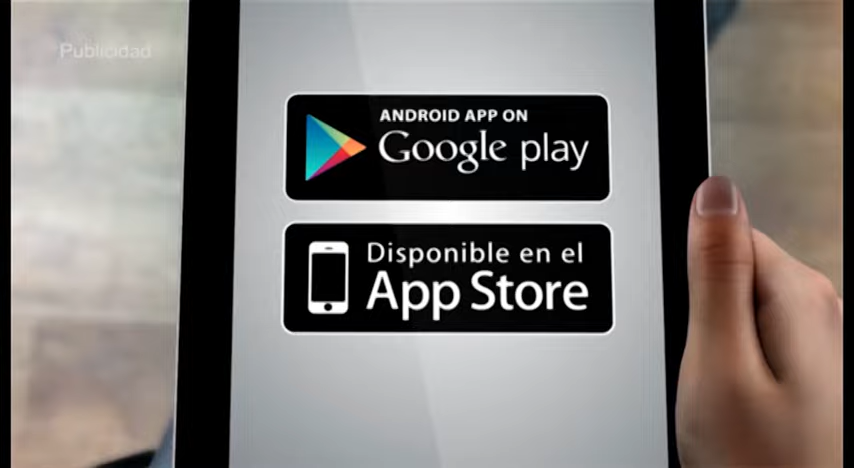 Publicidad
ANDROID APP ON
Google play
Disponible en el
App Store